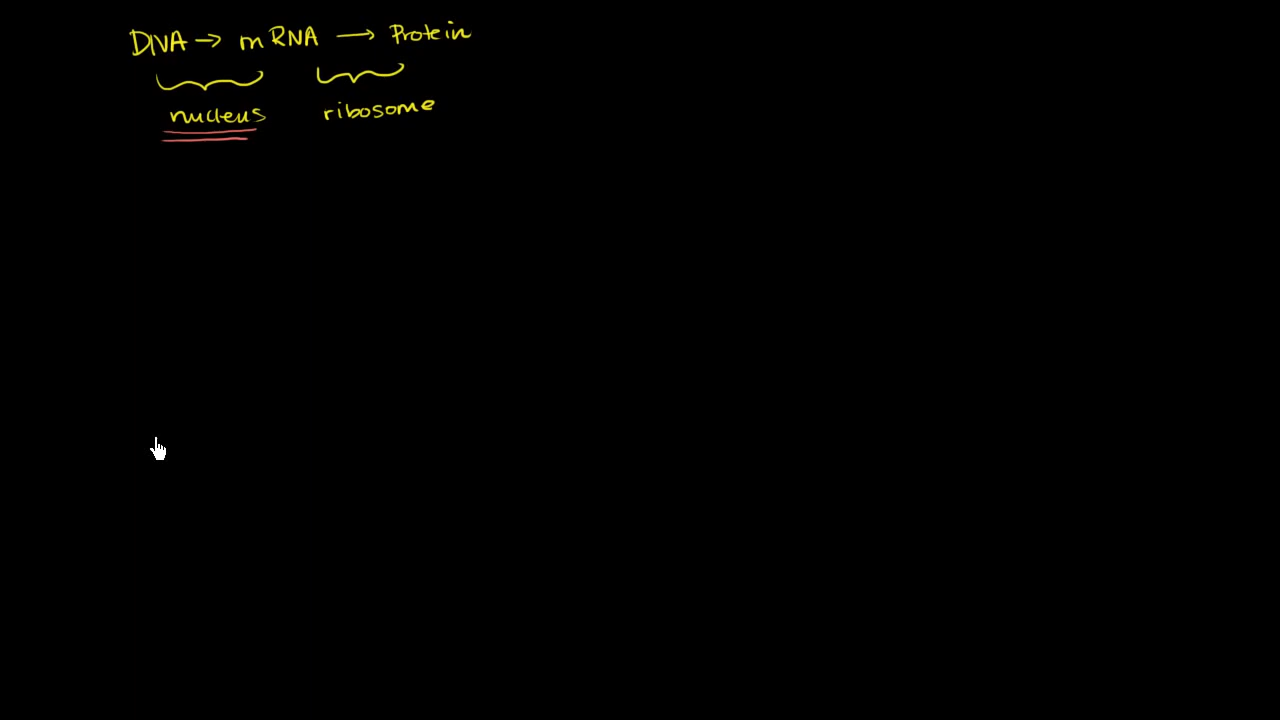 DNA → mRNA → Protein
nucleus ribosome